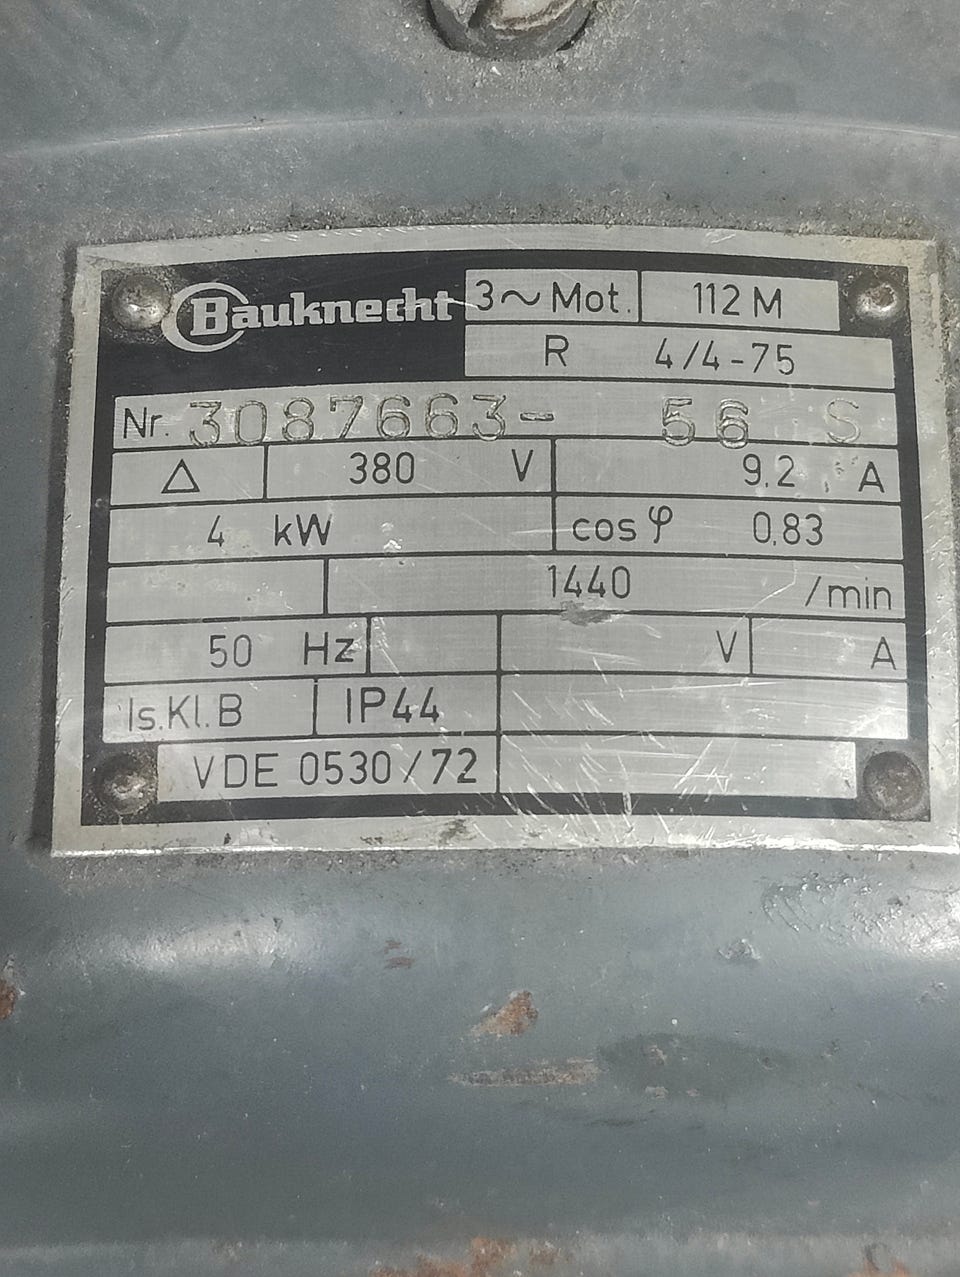 Bauknecht 3~Mot. 112 M
R 4/4-75
Nr. 3087663- 56 S
△ 380 V 9,2 A
4 kW cos φ 0,83
1440 /min
50 Hz V A
Is.Kl.B IP44
VDE 0530/72